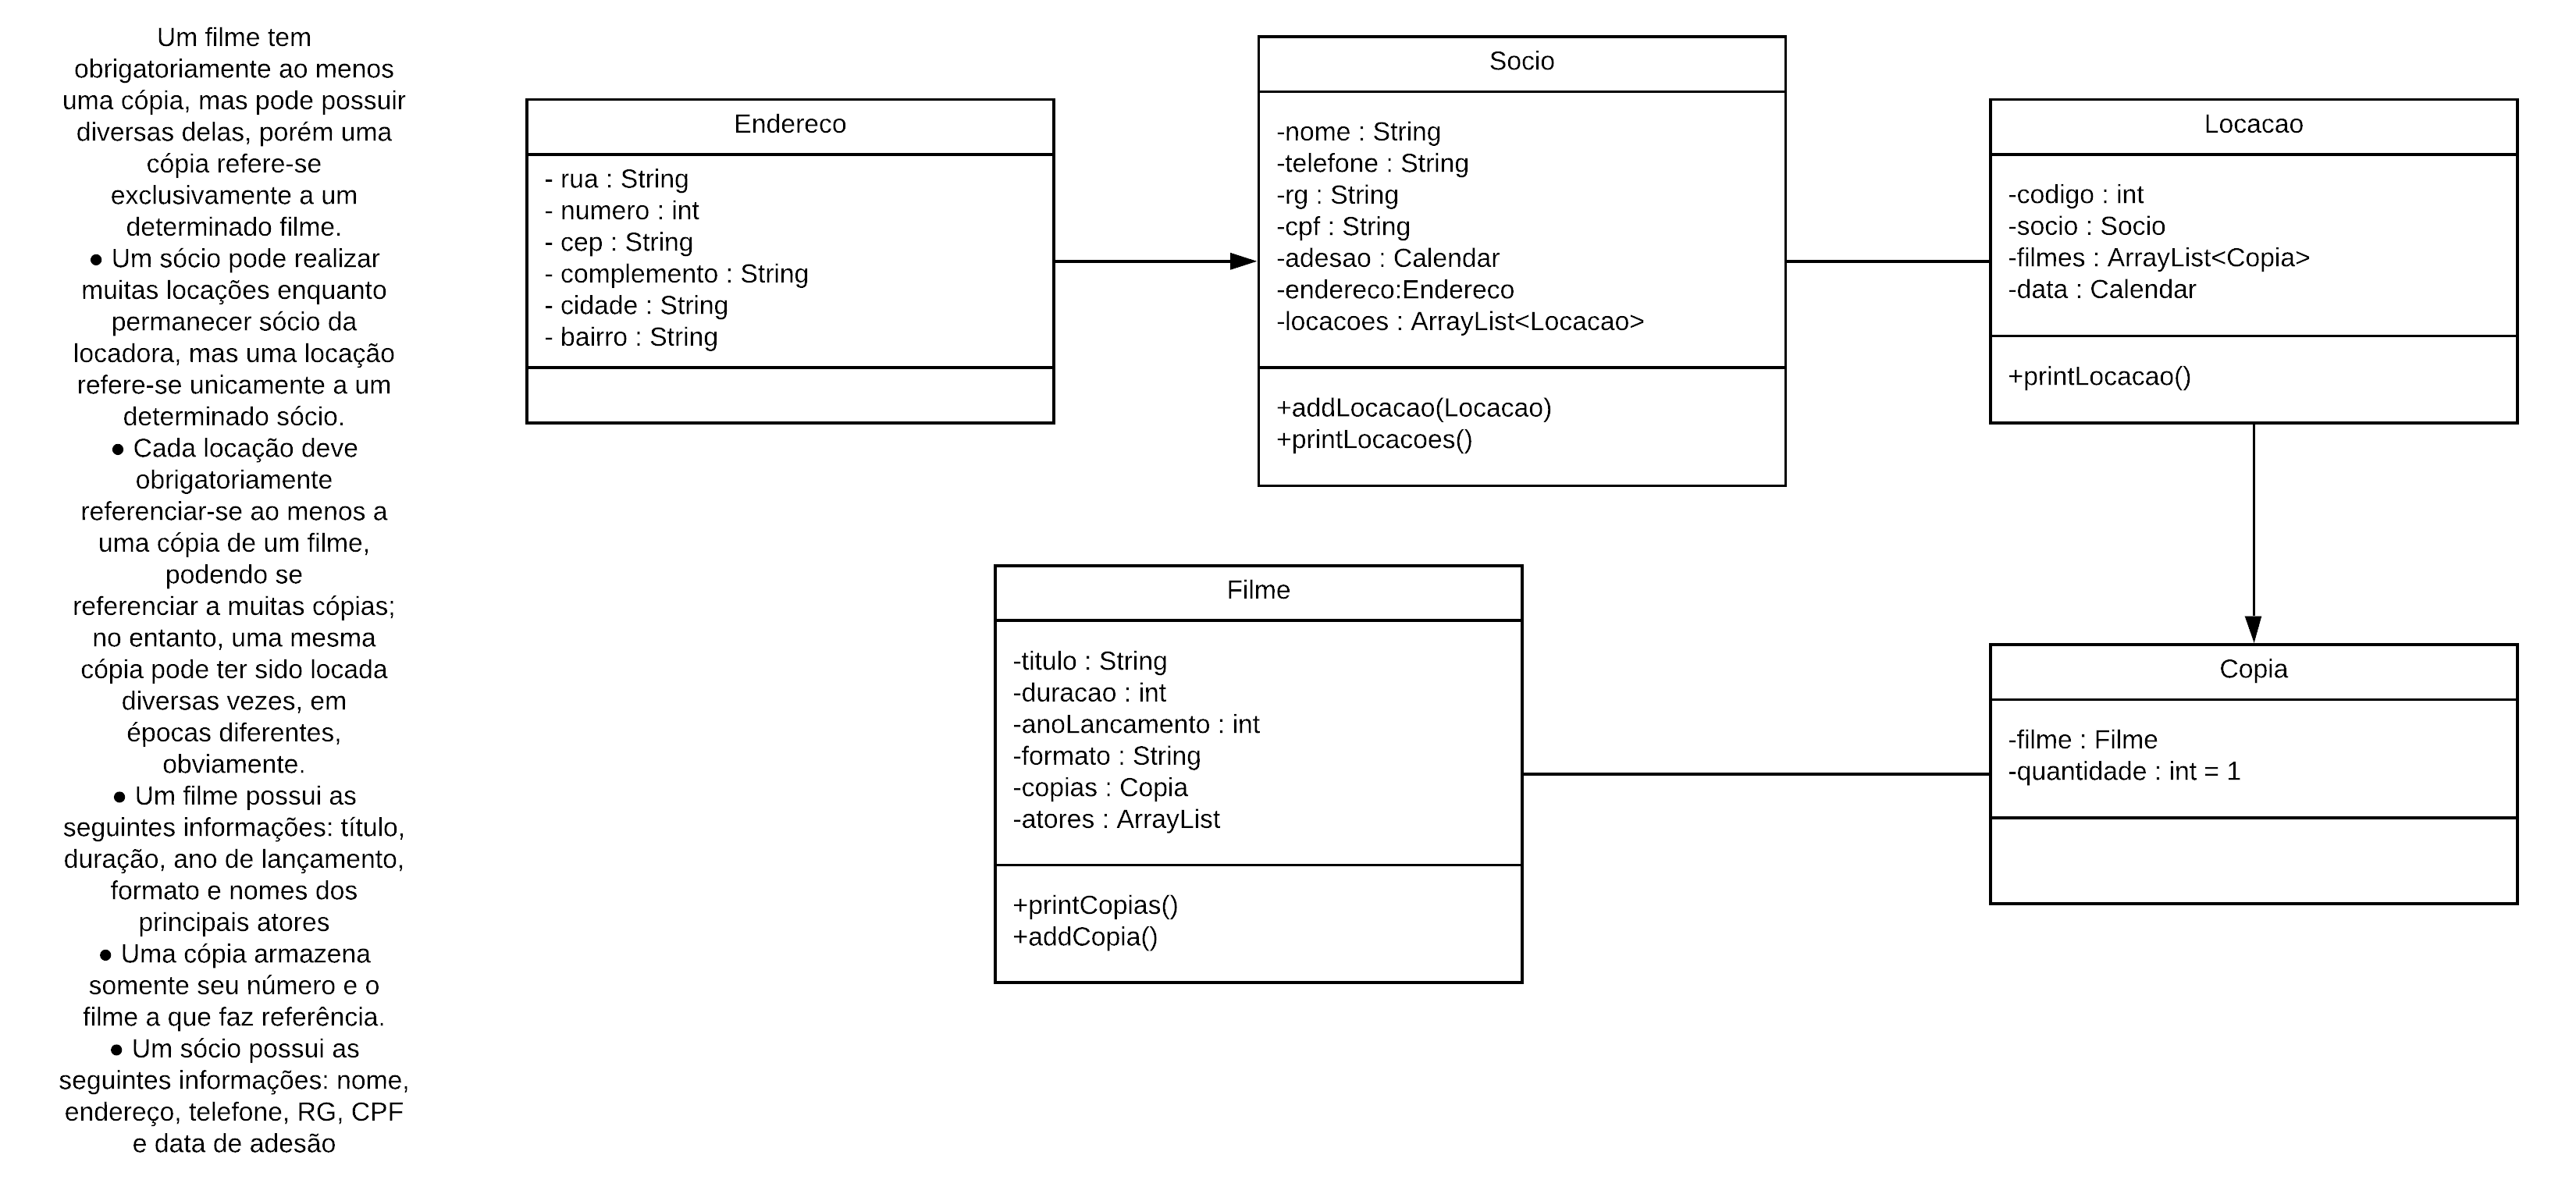 Um filme tem
obrigatoriamente ao menos
uma cópia, mas pode possuir
diversas delas, porém uma
cópia refere-se
exclusivamente a um
determinado filme.
● Um sócio pode realizar
muitas locações enquanto
permanecer sócio da
locadora, mas uma locação
refere-se unicamente a um
determinado sócio.
● Cada locação deve
obrigatoriamente
referenciar-se ao menos a
uma cópia de um filme,
podendo se
referenciar a muitas cópias;
no entanto, uma mesma
cópia pode ter sido locada
diversas vezes, em
épocas diferentes,
obviamente.
● Um filme possui as
seguintes informações: título,
duração, ano de lançamento,
formato e nomes dos
principais atores
● Uma cópia armazena
somente seu número e o
filme a que faz referência.
● Um sócio possui as
seguintes informações: nome,
endereço, telefone, RG, CPF
e data de adesão
Endereco
- rua : String
- numero : int
- cep : String
- complemento : String
- cidade : String
- bairro : String
Socio
-nome : String
-telefone : String
-rg : String
-cpf : String
-adesao : Calendar
-endereco:Endereco
-locacoes : ArrayList<Locacao>
+addLocacao(Locacao)
+printLocacoes()
Locacao
-codigo : int
-socio : Socio
-filmes : ArrayList<Copia>
-data : Calendar
+printLocacao()
Filme
-titulo : String
-duracao : int
-anoLancamento : int
-formato : String
-copias : Copia
-atores : ArrayList
+printCopias()
+addCopia()
Copia
-filme : Filme
-quantidade : int = 1